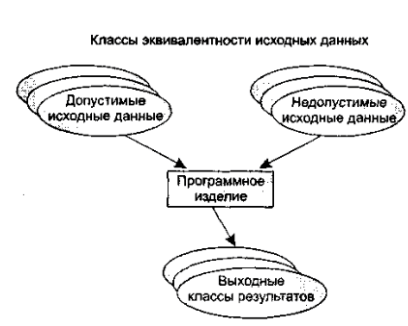 Классы эквивалентности исходных данных
Допустимые
исходные данные
Недопустимые
исходные данные
Программное
изделие
Выходные
классы результатов